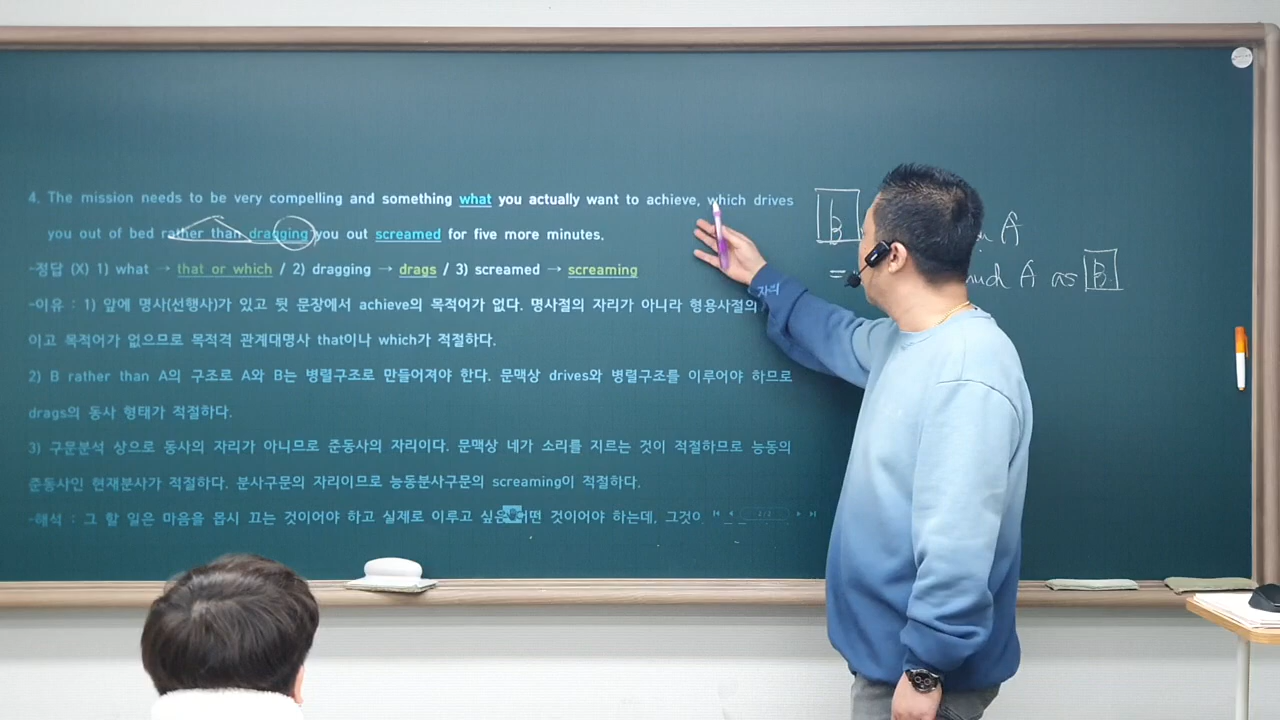 4. The mission needs to be very compelling and something what you actually want to achieve, which drives
you out of bed rather than dragging you out screamed for five more minutes.
-정답 (X) 1) what → that or which / 2) dragging → drags / 3) screamed → screaming
-이유 : 1) 앞에 명사(선행사)가 있고 뒷 문장에서 achieve의 목적어가 없다. 명사절의 자리가 아니라 형용사절의 자리
이고 목적어가 없으므로 목적격 관계대명사 that이나 which가 적절하다.
2) B rather than A의 구조로 A와 B는 병렬구조로 만들어져야 한다. 문맥상 drives와 병렬구조를 이루어야 하므로
drags의 동사 형태가 적절하다.
3) 구문분석 상으로 동사의 자리가 아니므로 준동사의 자리이다. 문맥상 네가 소리를 지르는 것이 적절하므로 능동의
준동사인 현재분사가 적절하다. 분사구문의 자리이므로 능동분사구문의 screaming이 적절하다.
-해석 : 그 할 일은 마음을 몹시 끄는 것이어야 하고 실제로 이루고 싶은 어떤 것이어야 하는데, 그것이
B A
= much A as B